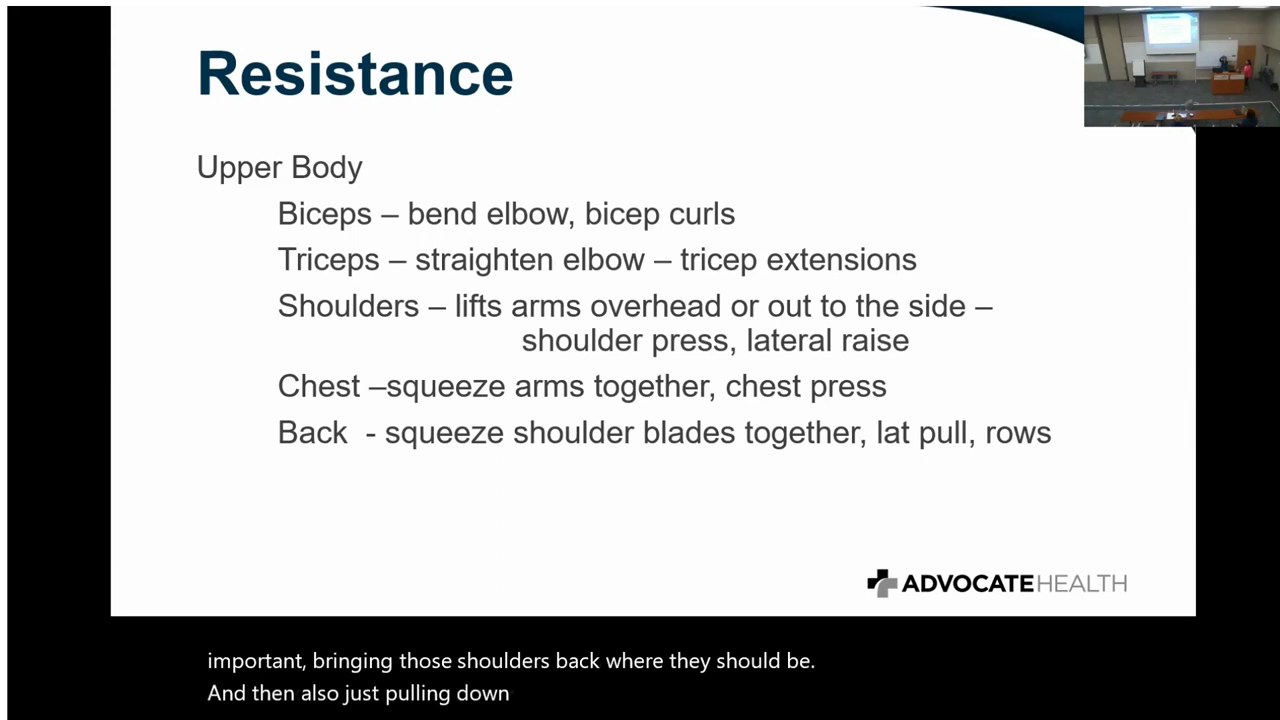 Resistance
Upper Body
Biceps – bend elbow, bicep curls
Triceps – straighten elbow – tricep extensions
Shoulders – lifts arms overhead or out to the side –
shoulder press, lateral raise
Chest –squeeze arms together, chest press
Back - squeeze shoulder blades together, lat pull, rows
ADVOCATEHEALTH
important, bringing those shoulders back where they should be.
And then also just pulling down